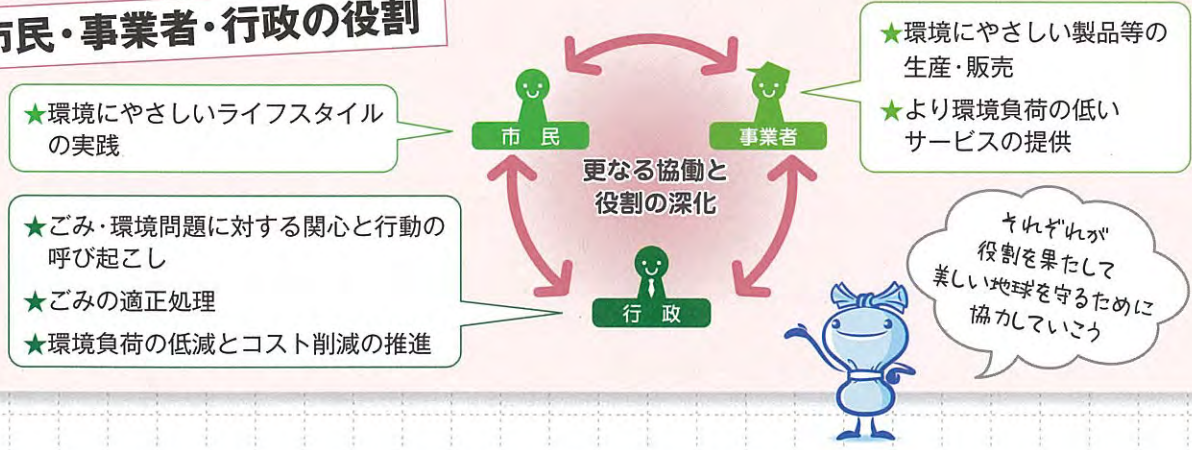 市民・事業者・行政の役割
★環境にやさしいライフスタイル
の実践
★ごみ・環境問題に対する関心と行動の
呼び起こし
★ごみの適正処理
★環境負荷の低減とコスト削減の推進
市 民
事業者
更なる協働と
役割の深化
行 政
★環境にやさしい製品等の
生産・販売
★より環境負荷の低い
サービスの提供
それぞれが
役割を果たして
美しい地球を守るために
協力していこう